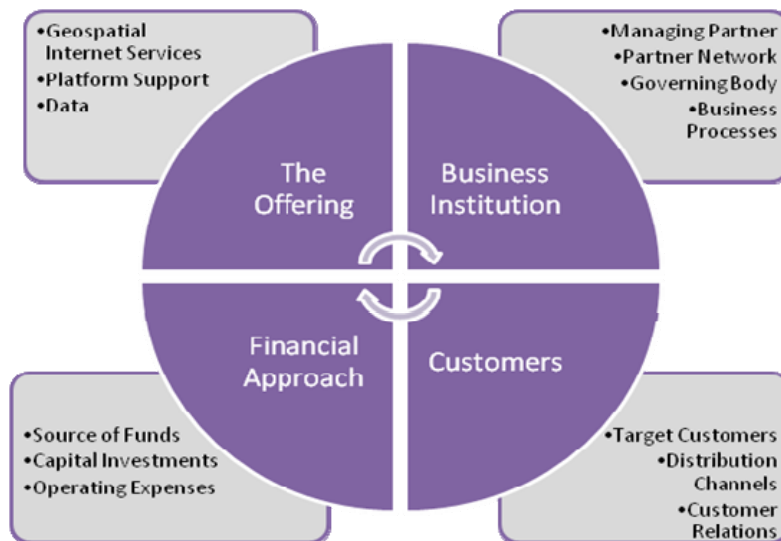 •Geospatial
Internet Services
•Platform Support
•Data
•Managing Partner
•Partner Network
•Governing Body
•Business
Processes
The
Offering
Business
Institution
Financial
Approach
Customers
•Source of Funds
•Capital Investments
•Operating Expenses
•Target Customers
•Distribution
Channels
•Customer
Relations